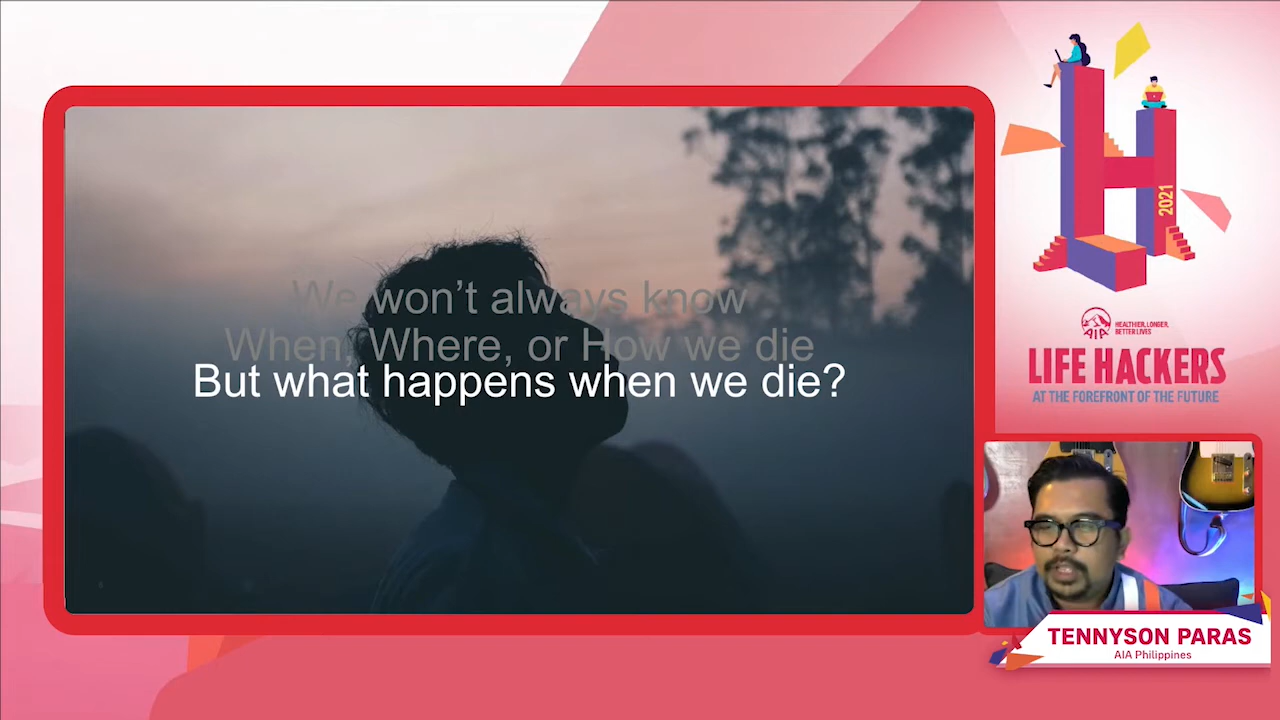 We won't always know
When, Where, or How we die
But what happens when we die?
2021
AIA
HEALTHIER, LONGER,
BETTER LIVES
LIFE HACKERS
AT THE FOREFRONT OF THE FUTURE
TENNYSON PARAS
AIA Philippines